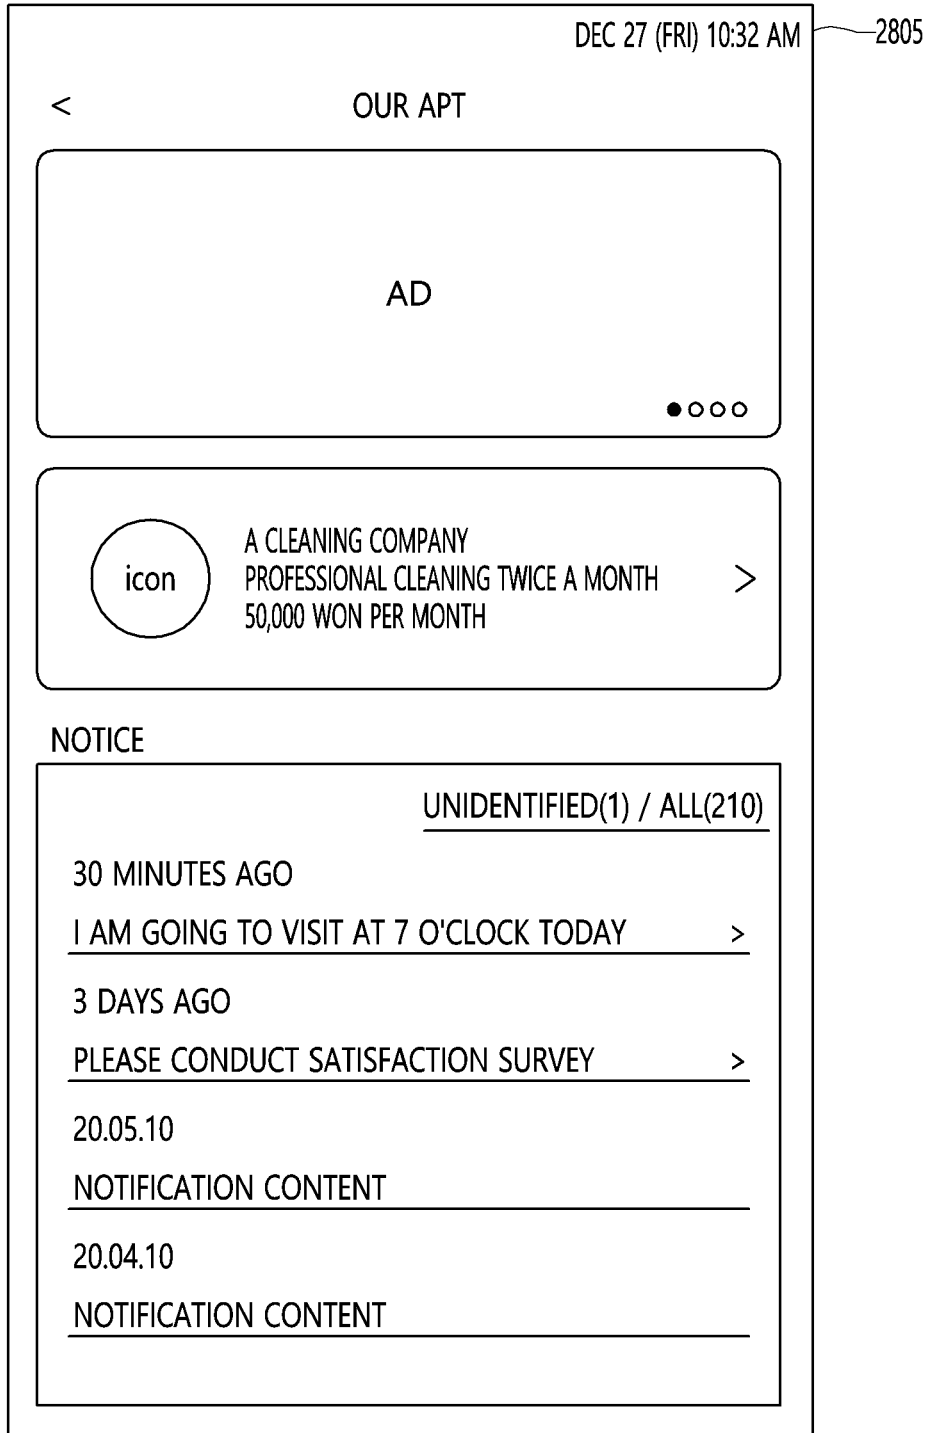 DEC 27 (FRI) 10:32 AM
2805
< OUR APT
AD
icon
A CLEANING COMPANY
PROFESSIONAL CLEANING TWICE A MONTH >
50,000 WON PER MONTH
NOTICE
UNIDENTIFIED(1) / ALL(210)
30 MINUTES AGO
I AM GOING TO VISIT AT 7 O'CLOCK TODAY >
3 DAYS AGO
PLEASE CONDUCT SATISFACTION SURVEY >
20.05.10
NOTIFICATION CONTENT
20.04.10
NOTIFICATION CONTENT